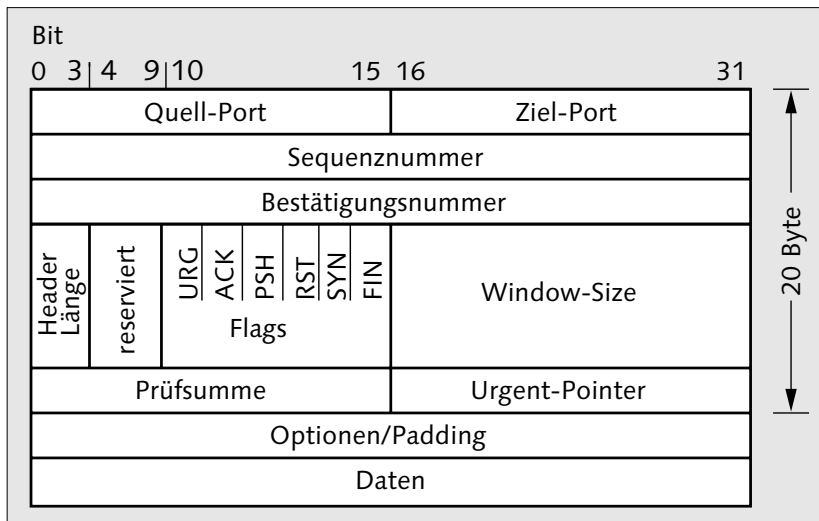 Bit
0 3 | 4 9 | 10 15 16 31
Quell-Port Ziel-Port
Sequenznummer
Bestätigungsnummer
Header
Länge
reserviert
URG
ACK
PSH
RST
SYN
FIN
Flags
Window-Size
Prüfsumme Urgent-Pointer
Optionen/Padding
Daten
20 Byte